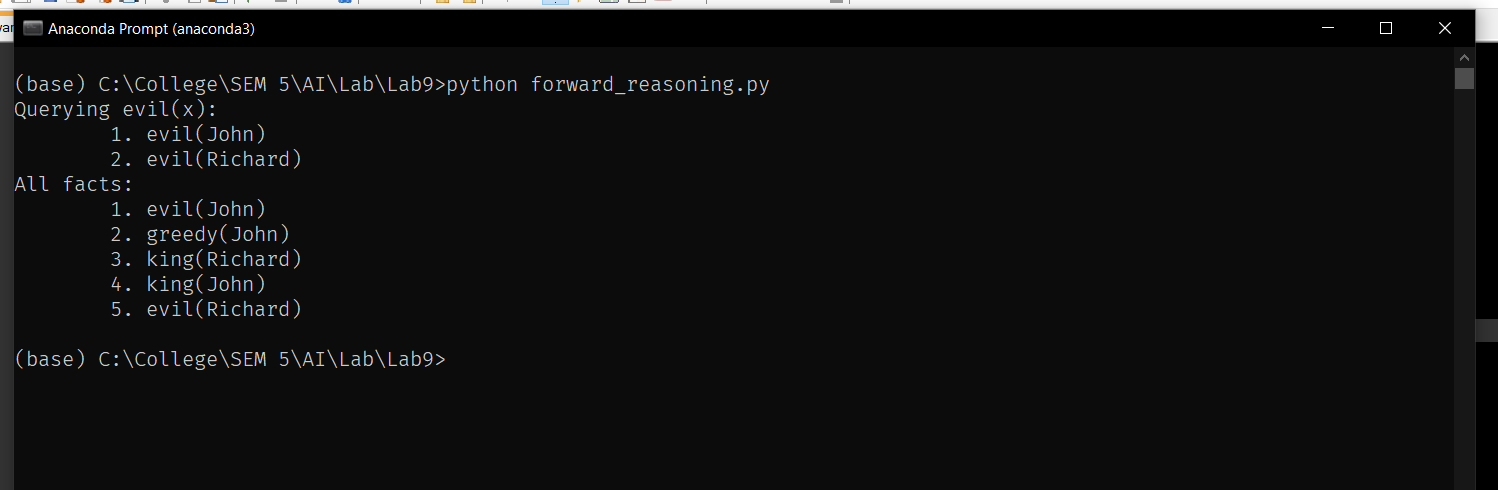 Anaconda Prompt (anaconda3)
(base) C:\College\SEM 5\AI\Lab\Lab9>python forward_reasoning.py
Querying evil(x):
        1. evil(John)
        2. evil(Richard)
All facts:
        1. evil(John)
        2. greedy(John)
        3. king(Richard)
        4. king(John)
        5. evil(Richard)
(base) C:\College\SEM 5\AI\Lab\Lab9>